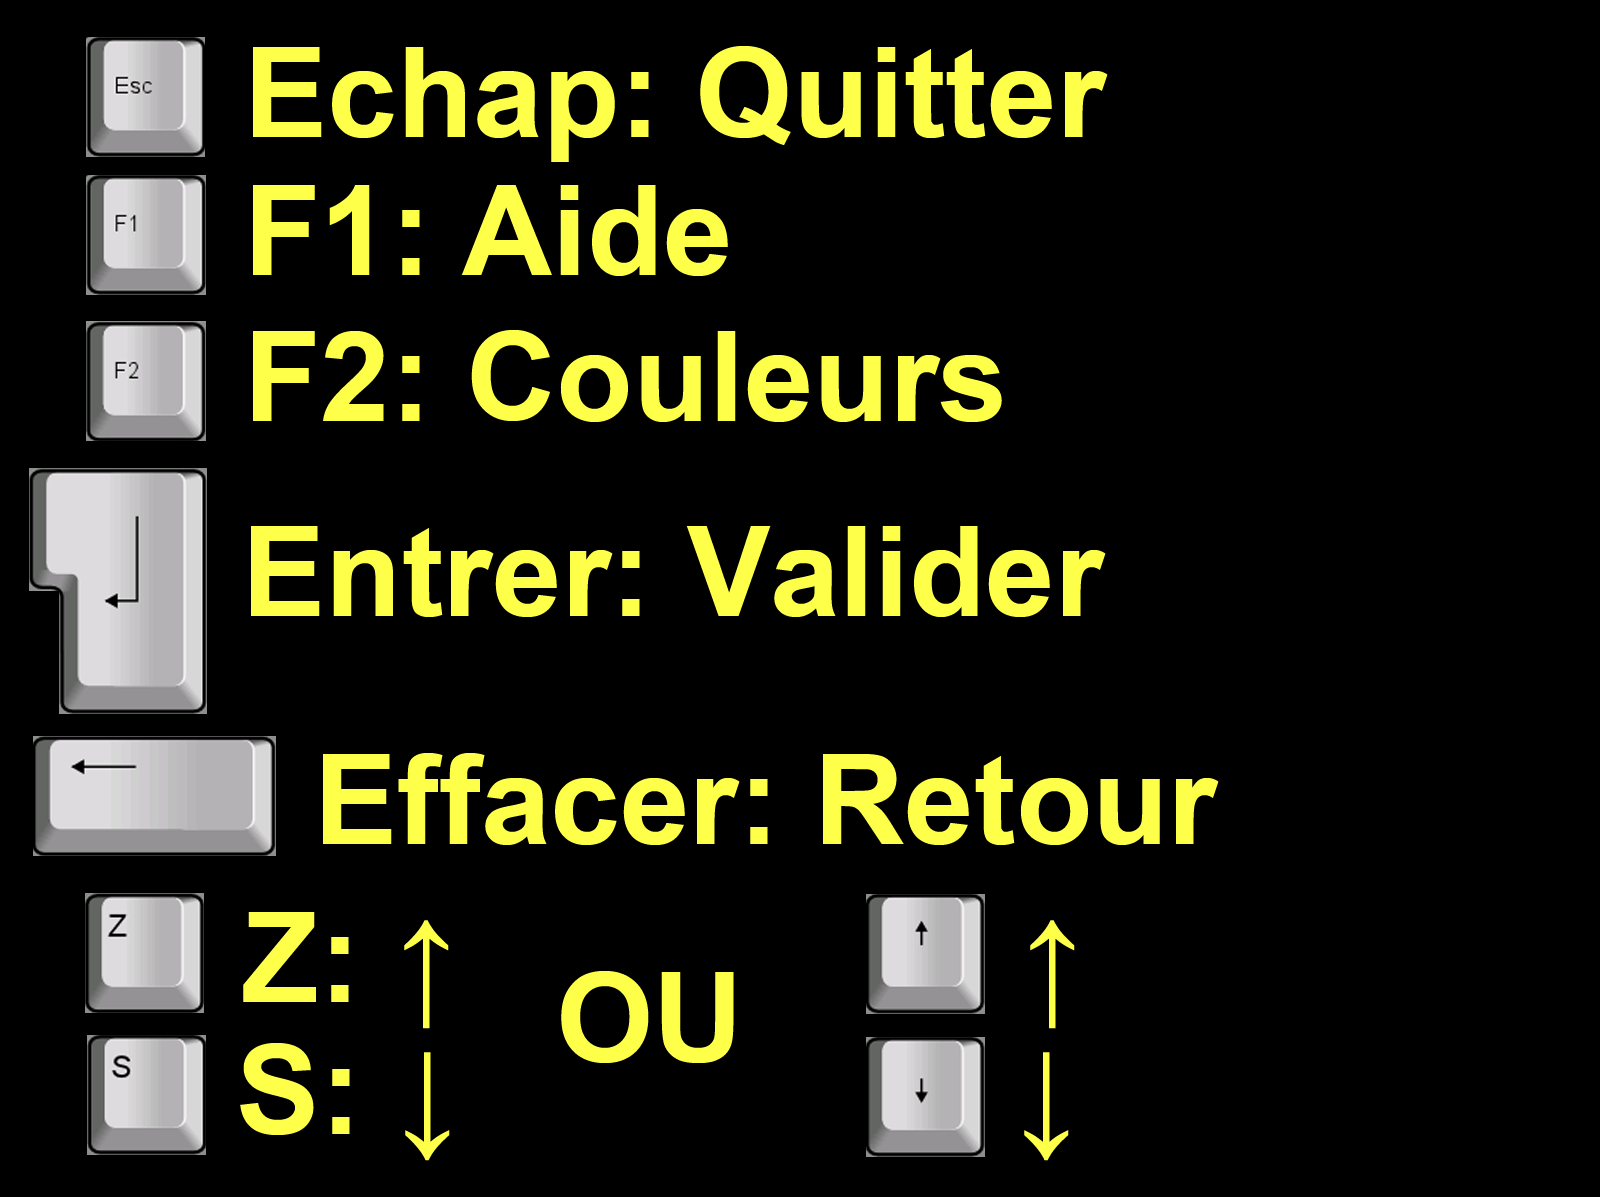 Esc Echap: Quitter
F1 F1: Aide
F2 F2: Couleurs
Entrer: Valider
← Effacer: Retour
Z Z: ↑ OU ↑ ↑
S S: ↓ ↓ ↓